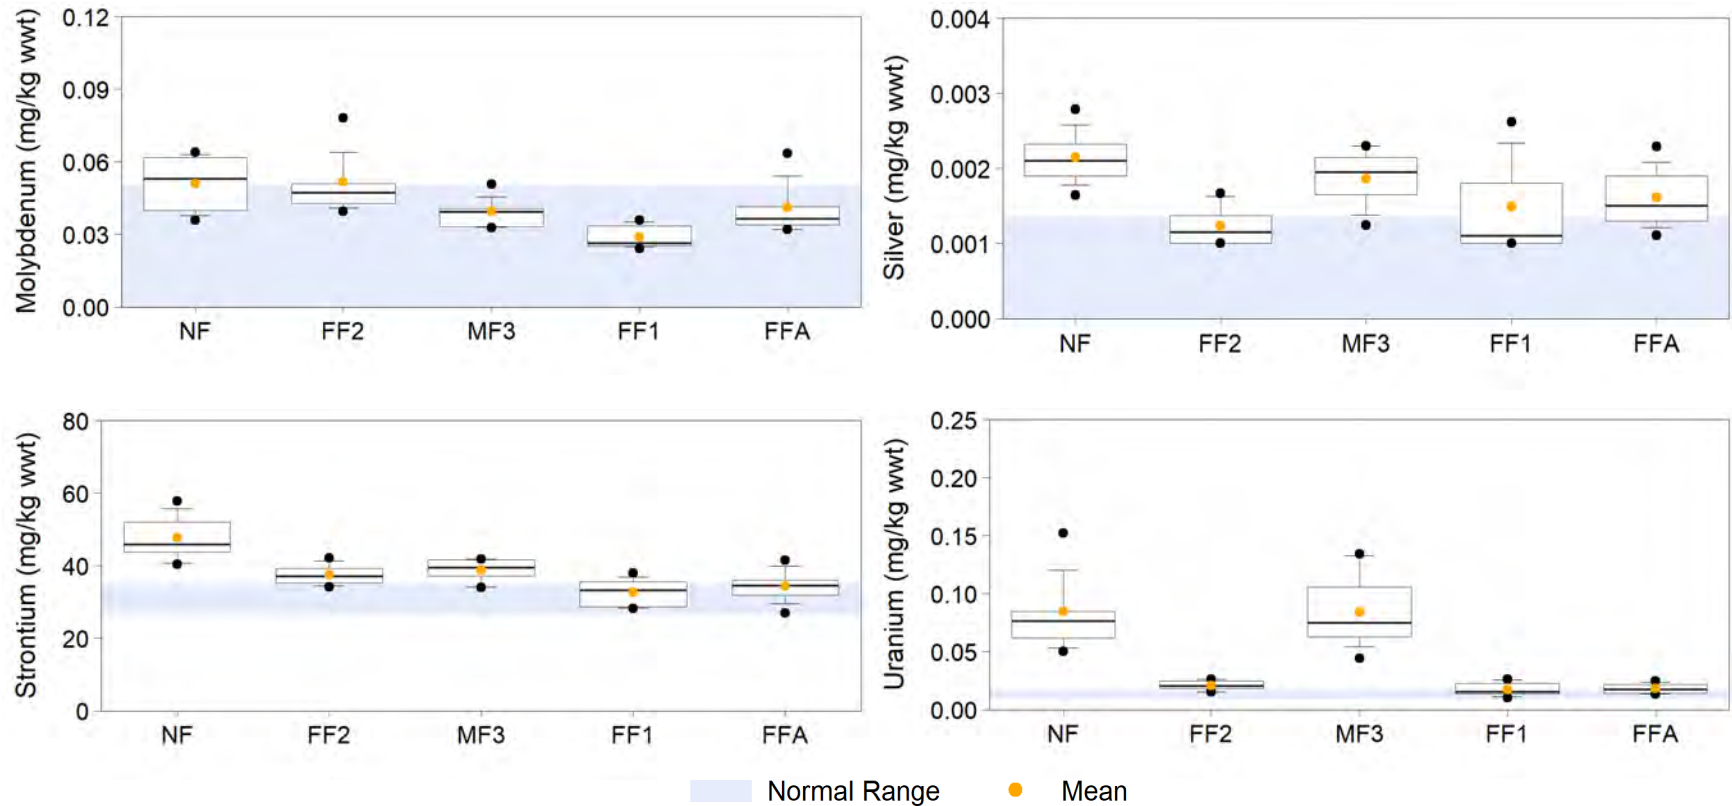 Molybdenum (mg/kg wwt)
0.12
0.09
0.06
0.03
0.00
NF FF2 MF3 FF1 FFA
Silver (mg/kg wwt)
0.004
0.003
0.002
0.001
0.000
NF FF2 MF3 FF1 FFA
Strontium (mg/kg wwt)
80
60
40
20
0
NF FF2 MF3 FF1 FFA
Uranium (mg/kg wwt)
0.25
0.20
0.15
0.10
0.05
0.00
NF FF2 MF3 FF1 FFA
Normal Range Mean